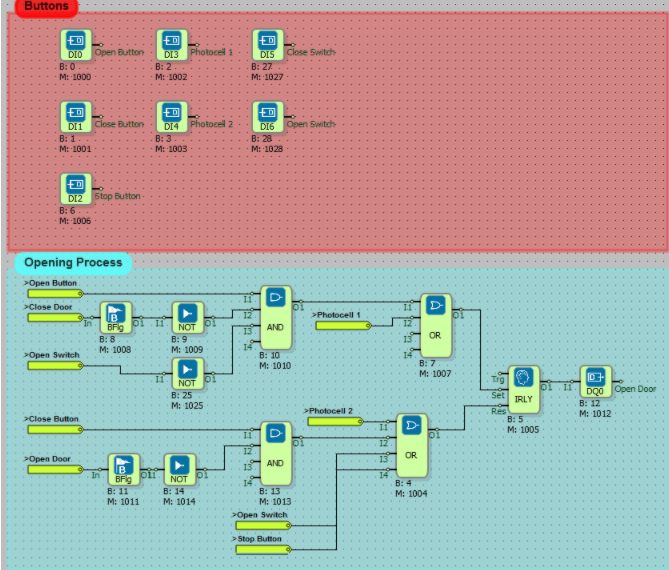 Buttons
DI0 Open Button
B: 0
M: 1000
DI3 Photocell 1
B: 2
M: 1002
DI5 Close Switch
B: 27
M: 1027
DI1 Close Button
B: 1
M: 1001
DI4 Photocell 2
B: 3
M: 1003
DI6 Open Switch
B: 28
M: 1028
DI2 Stop Button
B: 6
M: 1006
Opening Process
>Open Button
>Close Door
In
B
BFlg
O1
B: 8
M: 1008
I1
NOT
O1
B: 9
M: 1009
>Open Switch
I1
NOT
O1
B: 25
M: 1025
I1
I2
I3
I4
AND
O1
B: 10
M: 1010
>Photocell 1
I1
I2
I3
I4
OR
O1
B: 7
M: 1007
>Close Button
>Open Door
In
B
BFlg
O1
B: 11
M: 1011
I1
NOT
O1
B: 14
M: 1014
I1
I2
I3
I4
AND
O1
B: 13
M: 1013
>Photocell 2
>Open Switch
>Stop Button
I1
I2
I3
I4
OR
O1
B: 4
M: 1004
Trg
Set
Res
IRLY
O1
B: 5
M: 1005
I1
DQ0
Open Door
B: 12
M: 1012